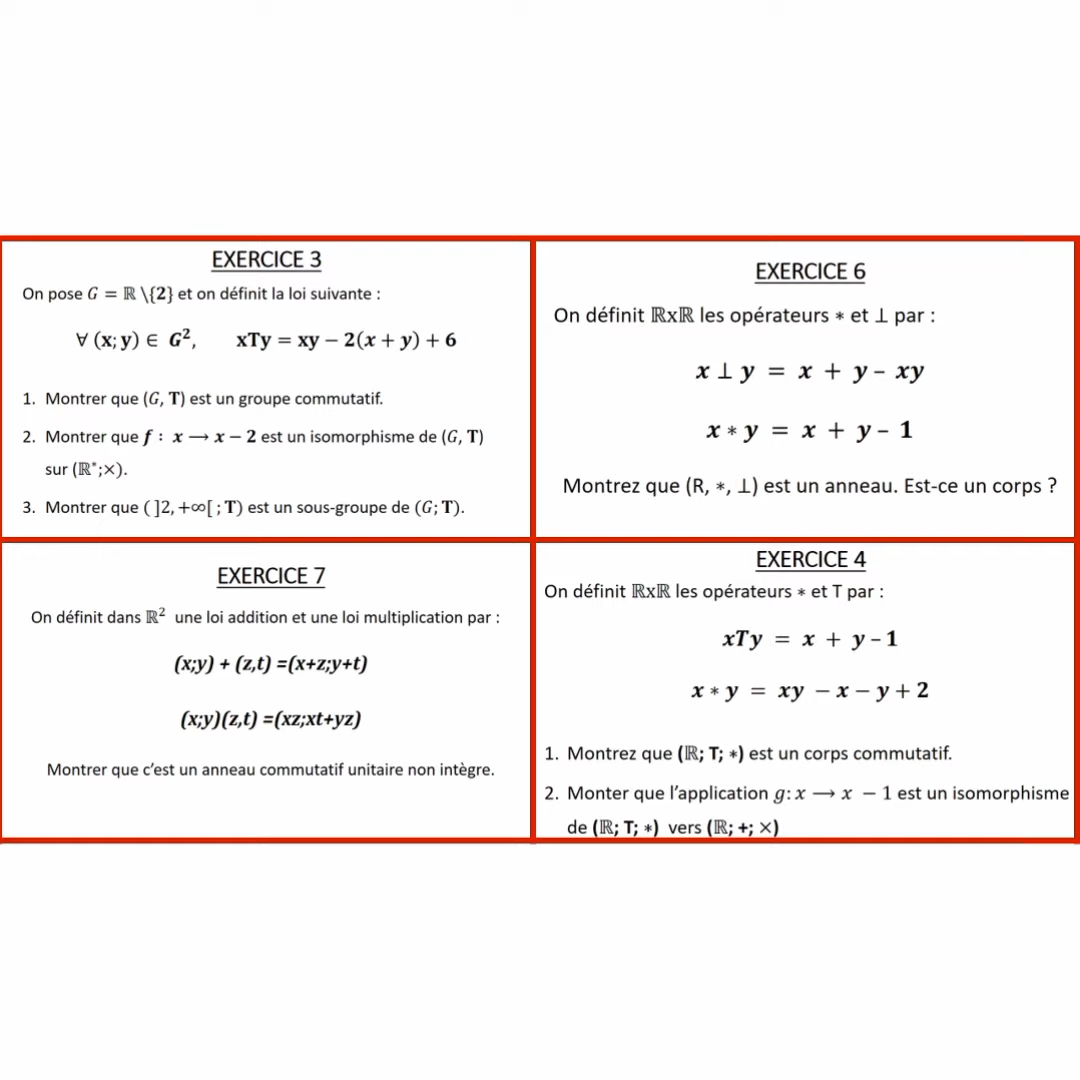 EXERCICE 3
On pose G = ℝ \{2} et on définit la loi suivante :
∀ (x; y) ∈ G², xTy = xy − 2(x + y) + 6
1. Montrer que (G, T) est un groupe commutatif.
2. Montrer que f : x ⟶ x − 2 est un isomorphisme de (G, T)
sur (ℝ*;×).
3. Montrer que ( ]2, +∞[ ; T) est un sous-groupe de (G; T).
EXERCICE 6
On définit ℝxℝ les opérateurs * et ⊥ par :
x ⊥ y = x + y – xy
x * y = x + y – 1
Montrez que (R, *, ⊥) est un anneau. Est-ce un corps ?
EXERCICE 7
On définit dans ℝ² une loi addition et une loi multiplication par :
(x;y) + (z,t) =(x+z;y+t)
(x;y)(z,t) =(xz;xt+yz)
Montrer que c’est un anneau commutatif unitaire non intègre.
EXERCICE 4
On définit ℝxℝ les opérateurs * et T par :
xTy = x + y – 1
x * y = xy − x − y + 2
1. Montrez que (ℝ; T; *) est un corps commutatif.
2. Monter que l’application g: x ⟶ x − 1 est un isomorphisme
de (ℝ; T; *) vers (ℝ; +; ×)